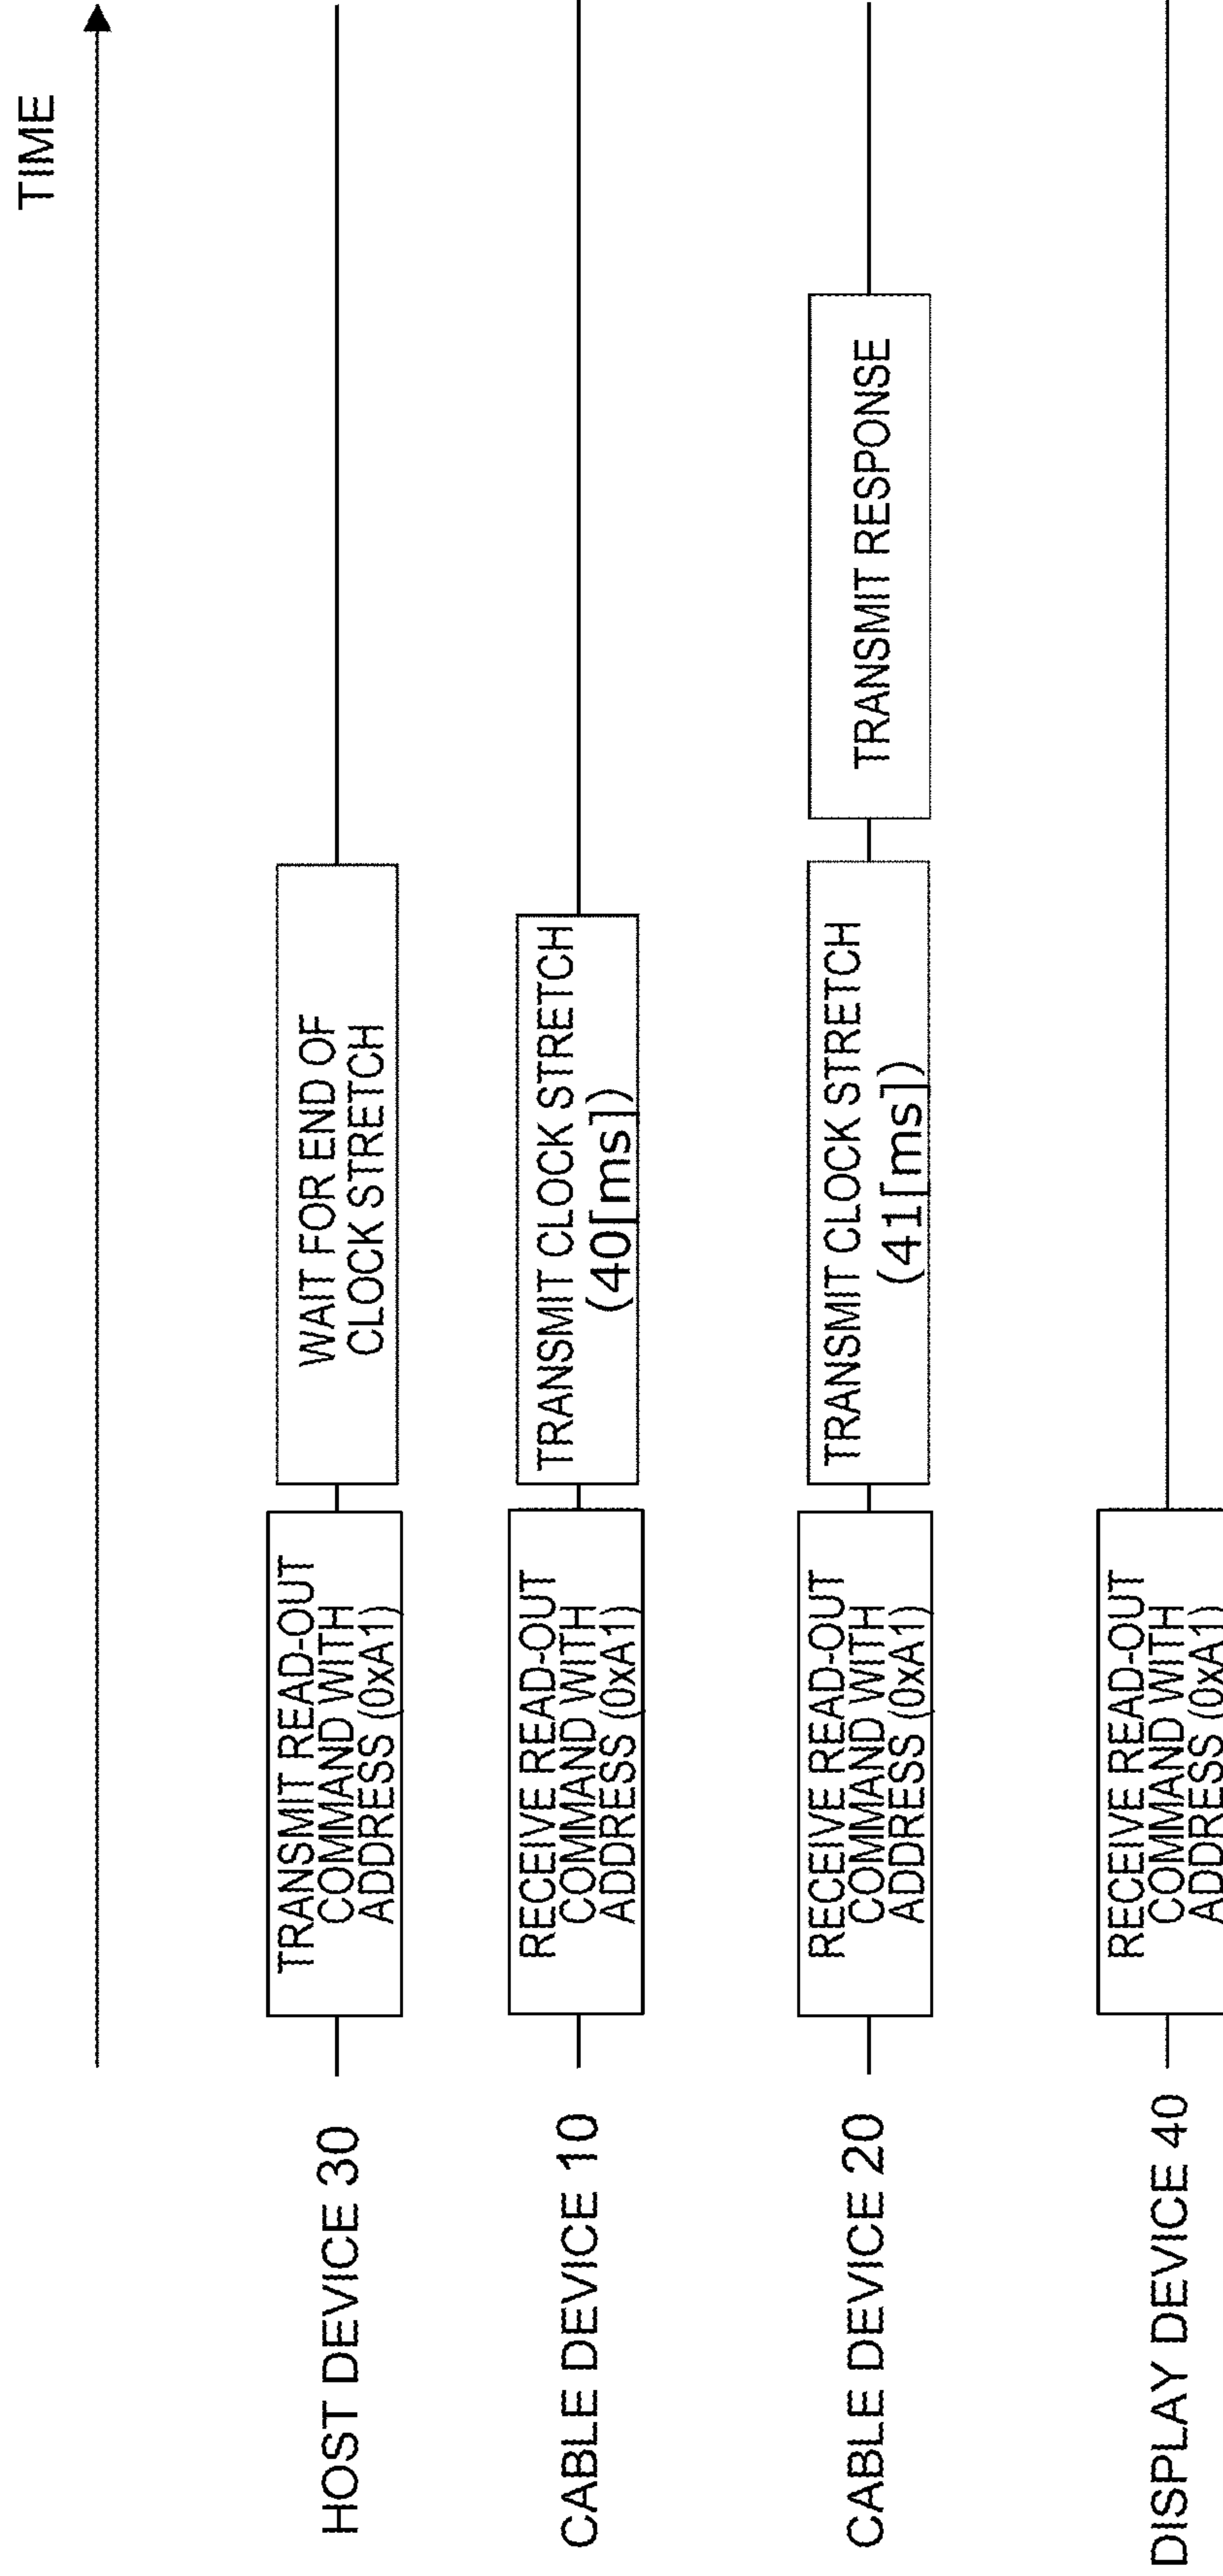 TIME
HOST DEVICE 30
TRANSMIT READ-OUT
COMMAND WITH
ADDRESS (0xA1)
WAIT FOR END OF
CLOCK STRETCH
CABLE DEVICE 10
RECEIVE READ-OUT
COMMAND WITH
ADDRESS (0xA1)
TRANSMIT CLOCK STRETCH
(40[ms])
CABLE DEVICE 20
RECEIVE READ-OUT
COMMAND WITH
ADDRESS (0xA1)
TRANSMIT CLOCK STRETCH
(41[ms])
TRANSMIT RESPONSE
DISPLAY DEVICE 40
RECEIVE READ-OUT
COMMAND WITH
ADDRESS (0xA1)